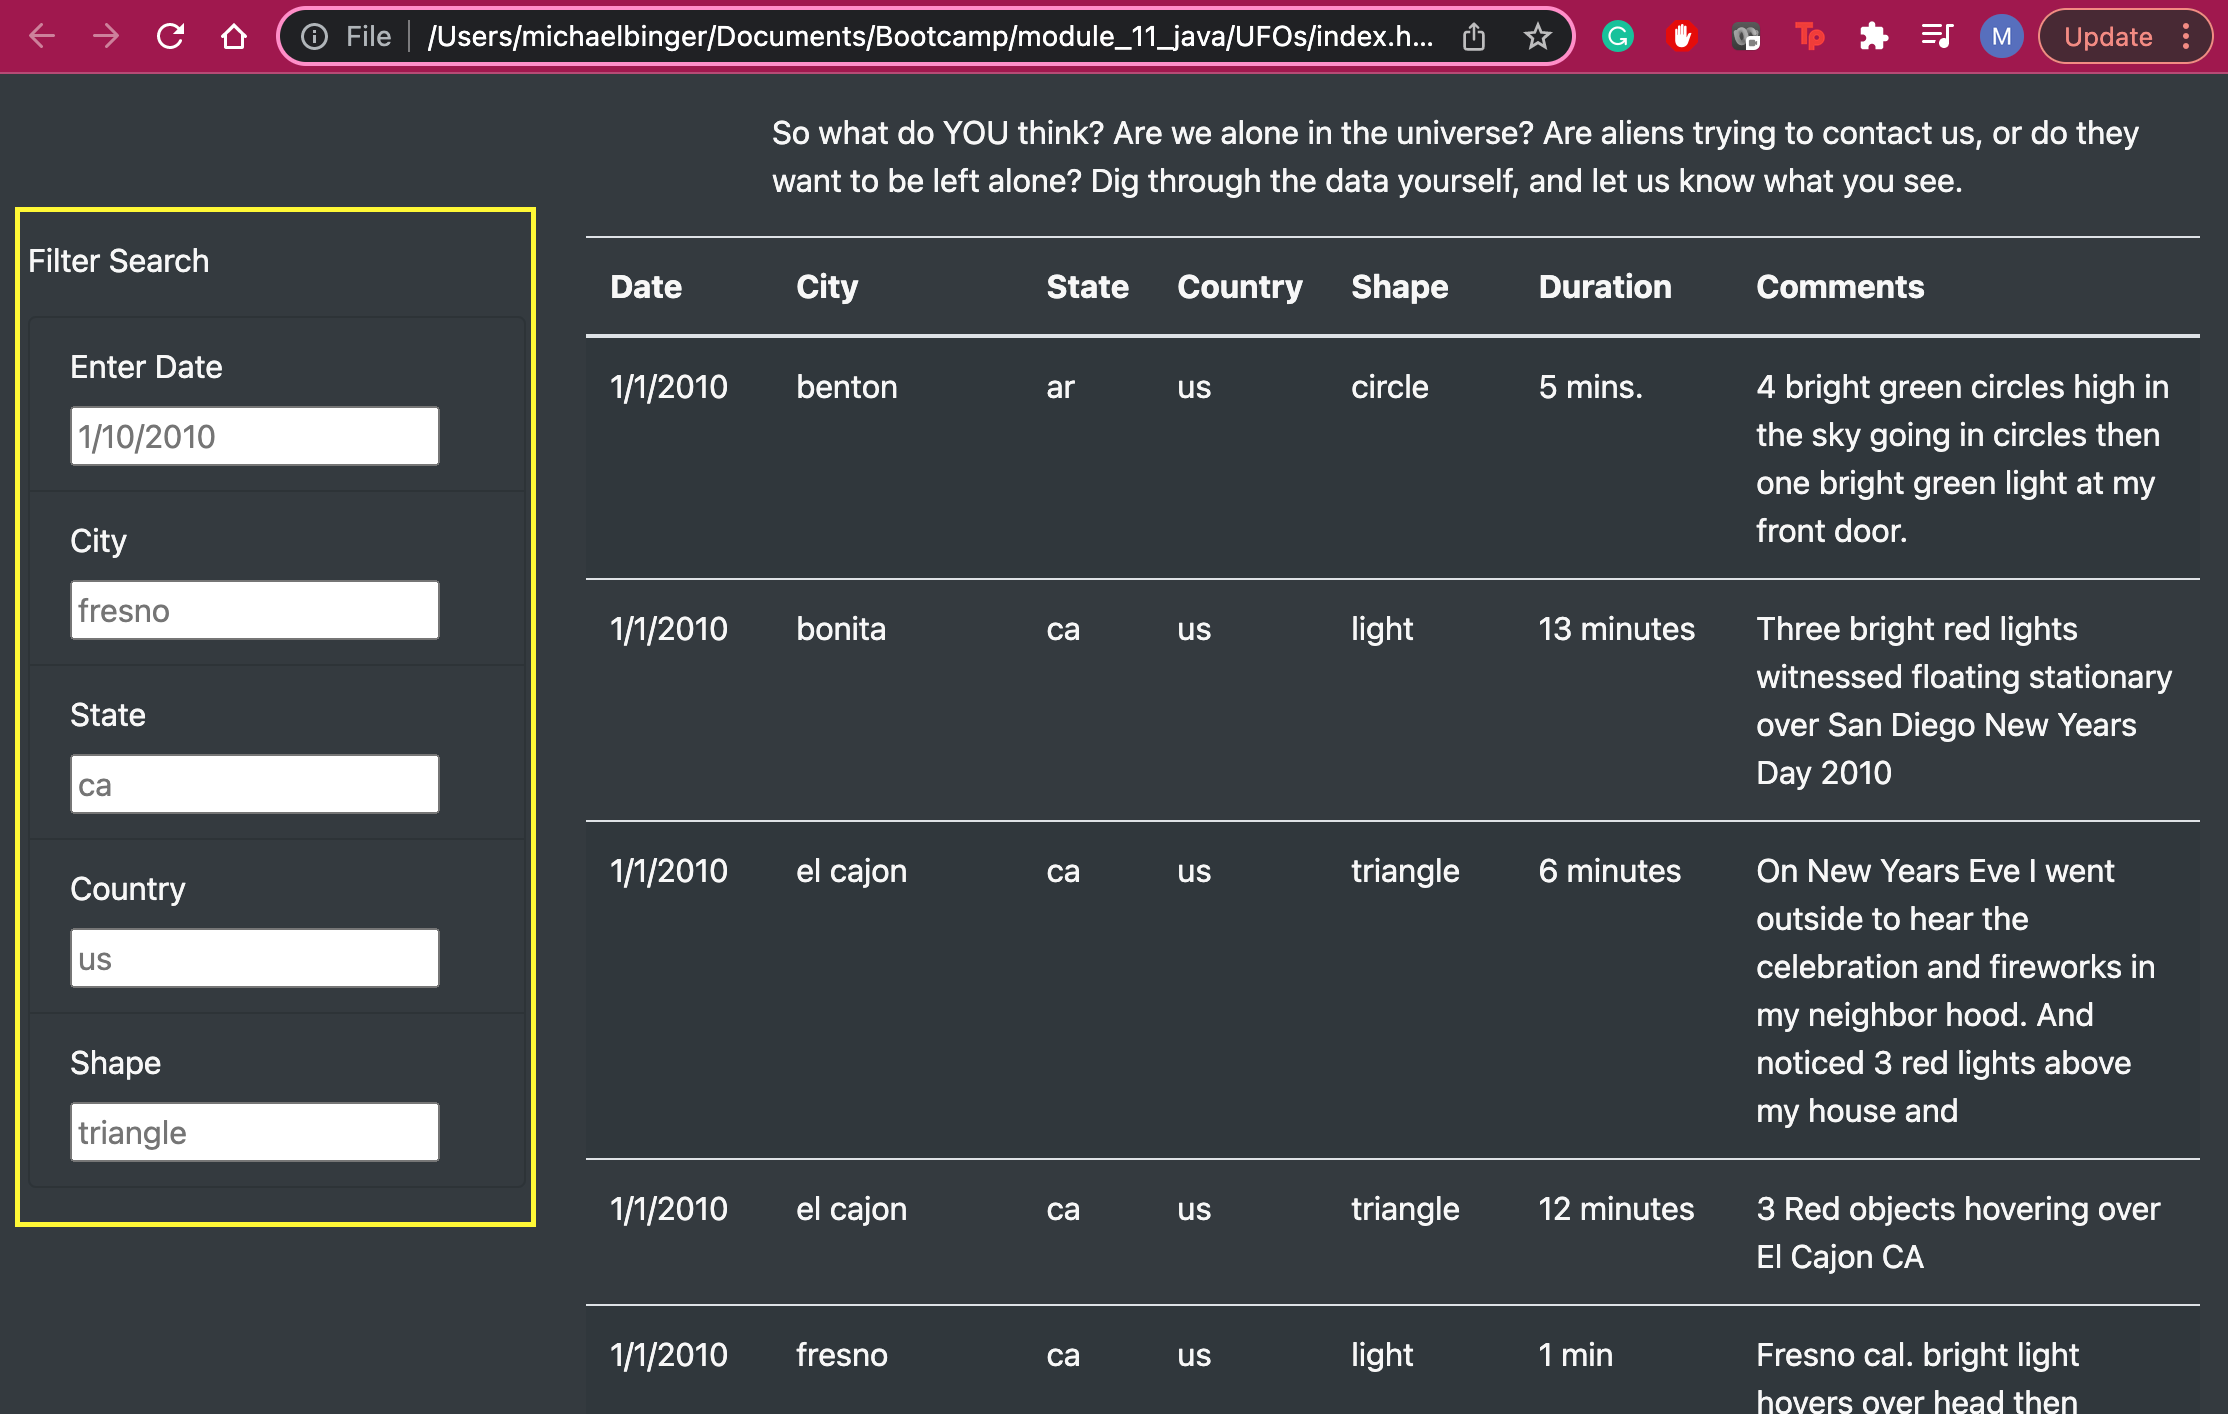 File /Users/michaelbinger/Documents/Bootcamp/module_11_java/UFOs/index.h... G Tp M Update
So what do YOU think? Are we alone in the universe? Are aliens trying to contact us, or do they
want to be left alone? Dig through the data yourself, and let us know what you see.
Filter Search
Enter Date
1/10/2010
City
fresno
State
ca
Country
us
Shape
triangle
Date City State Country Shape Duration Comments
1/1/2010 benton ar us circle 5 mins. 4 bright green circles high in
the sky going in circles then
one bright green light at my
front door.
1/1/2010 bonita ca us light 13 minutes Three bright red lights
witnessed floating stationary
over San Diego New Years
Day 2010
1/1/2010 el cajon ca us triangle 6 minutes On New Years Eve I went
outside to hear the
celebration and fireworks in
my neighbor hood. And
noticed 3 red lights above
my house and
1/1/2010 el cajon ca us triangle 12 minutes 3 Red objects hovering over
El Cajon CA
1/1/2010 fresno ca us light 1 min Fresno cal. bright light
hovers over head then